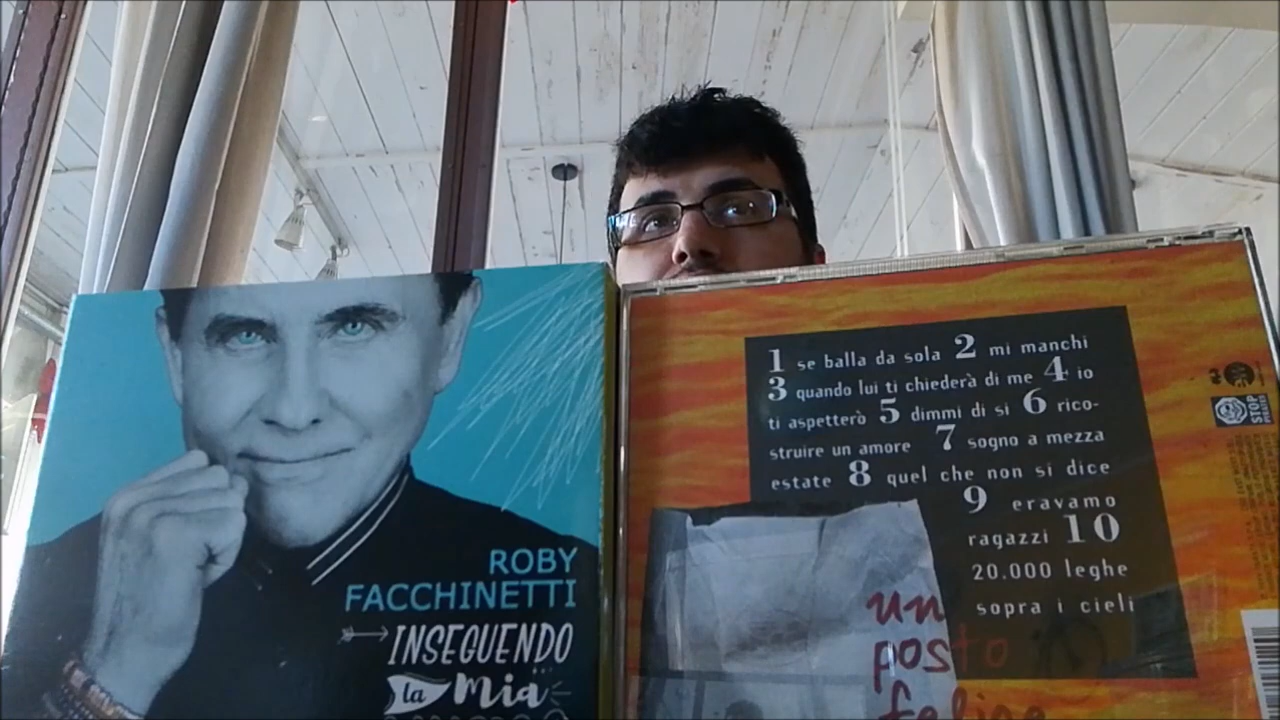 ROBY
FACCHINETTI
INSEGUENDO
la Mia
1 se balla da sola 2 mi manchi
3 quando lui ti chiederà di me 4 io
ti aspetterò 5 dimmi di si 6 rico-
struire un amore 7 sogno a mezza
estate 8 quel che non si dice
9 eravamo
ragazzi 10
20.000 leghe
sopra i cieli
un
posto
felice
STOP